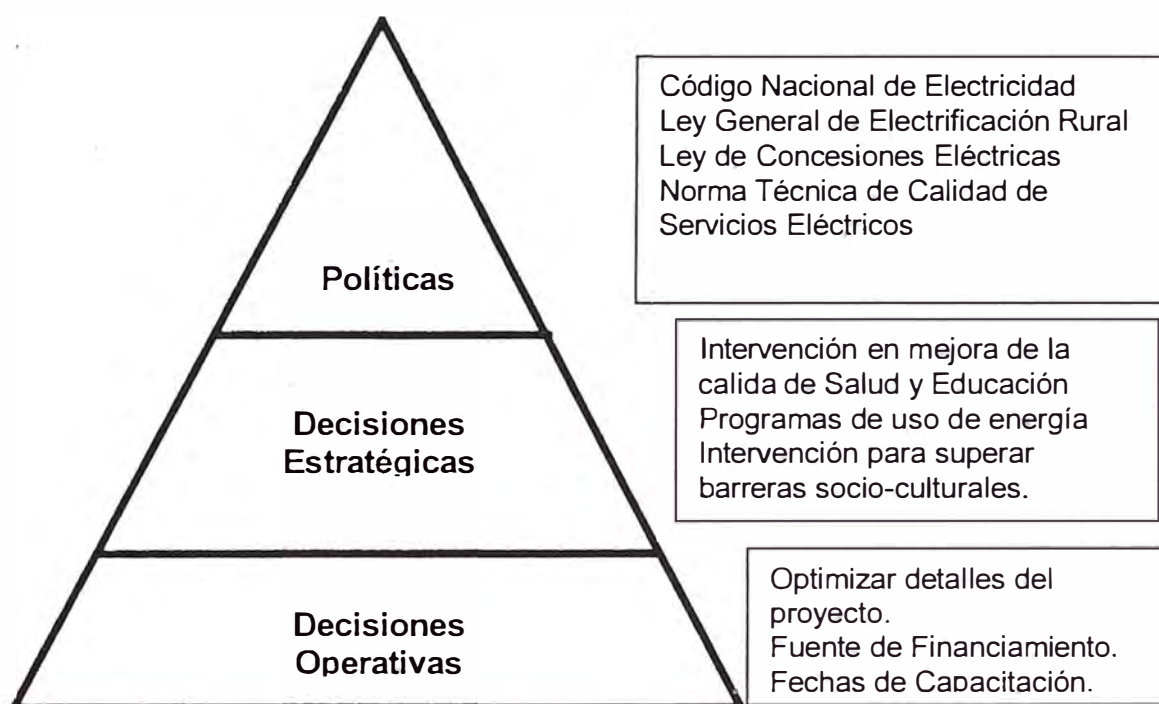 Código Nacional de Electricidad
Ley General de Electrificación Rural
Ley de Concesiones Eléctricas
Norma Técnica de Calidad de
Servicios Eléctricos
Políticas
Intervención en mejora de la
calida de Salud y Educación
Programas de uso de energía
Intervención para superar
barreras socio-culturales.
Decisiones
Estratégicas
Optimizar detalles del
proyecto.
Fuente de Financiamiento.
Fechas de Capacitación.
Decisiones
Operativas